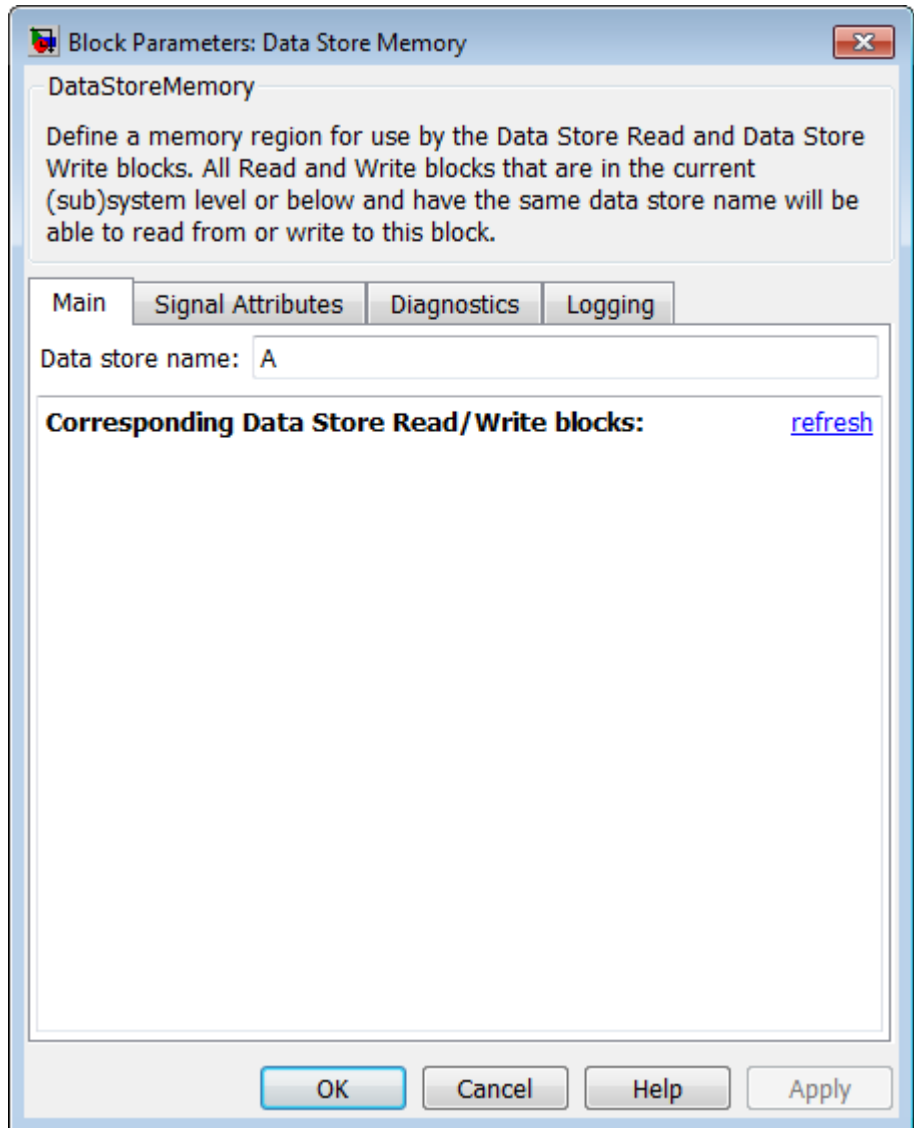 Block Parameters: Data Store Memory
DataStoreMemory
Define a memory region for use by the Data Store Read and Data Store
Write blocks. All Read and Write blocks that are in the current
(sub)system level or below and have the same data store name will be
able to read from or write to this block.
Main Signal Attributes Diagnostics Logging
Data store name: A
Corresponding Data Store Read/Write blocks: refresh
OK Cancel Help Apply